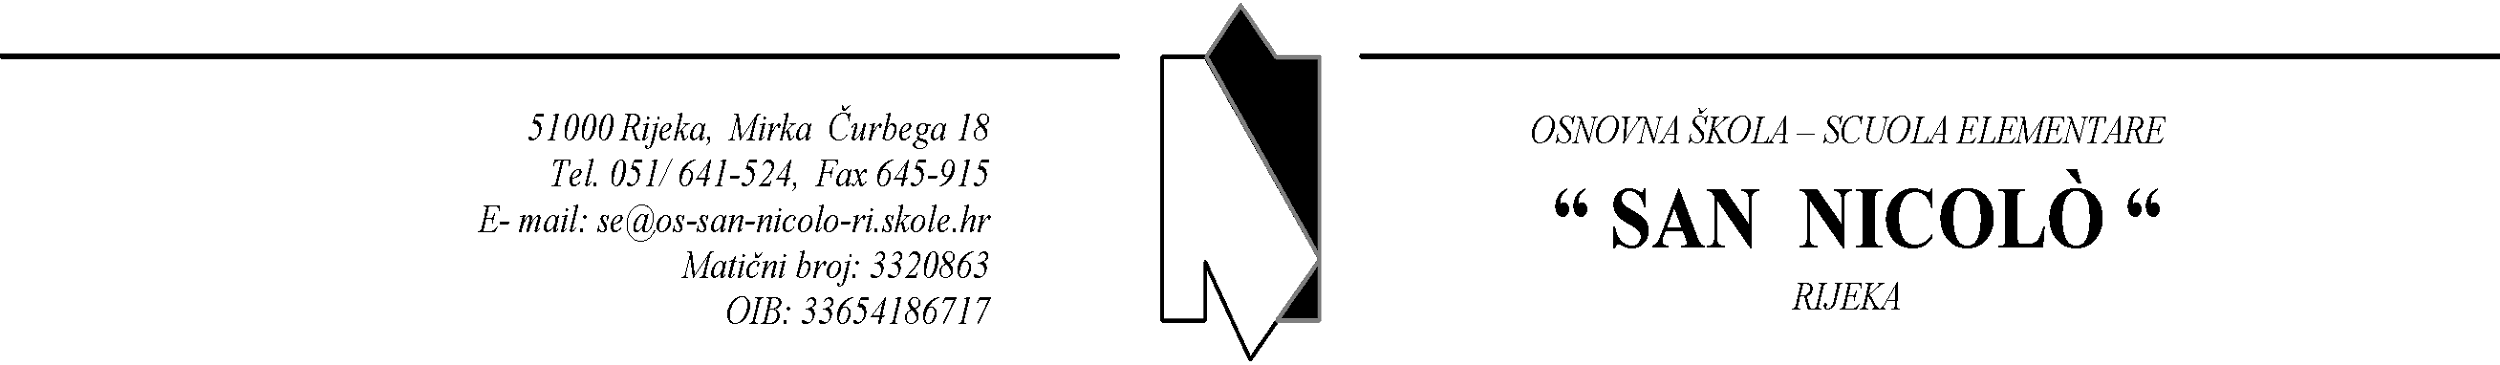 51000 Rijeka, Mirka Čurbega 18
Tel. 051/ 641-524, Fax 645-915
E- mail: se@os-san-nicolo-ri.skole.hr
Matični broj: 3320863
OIB: 33654186717
OSNOVNA ŠKOLA – SCUOLA ELEMENTARE
“ SAN NICOLÒ “
RIJEKA